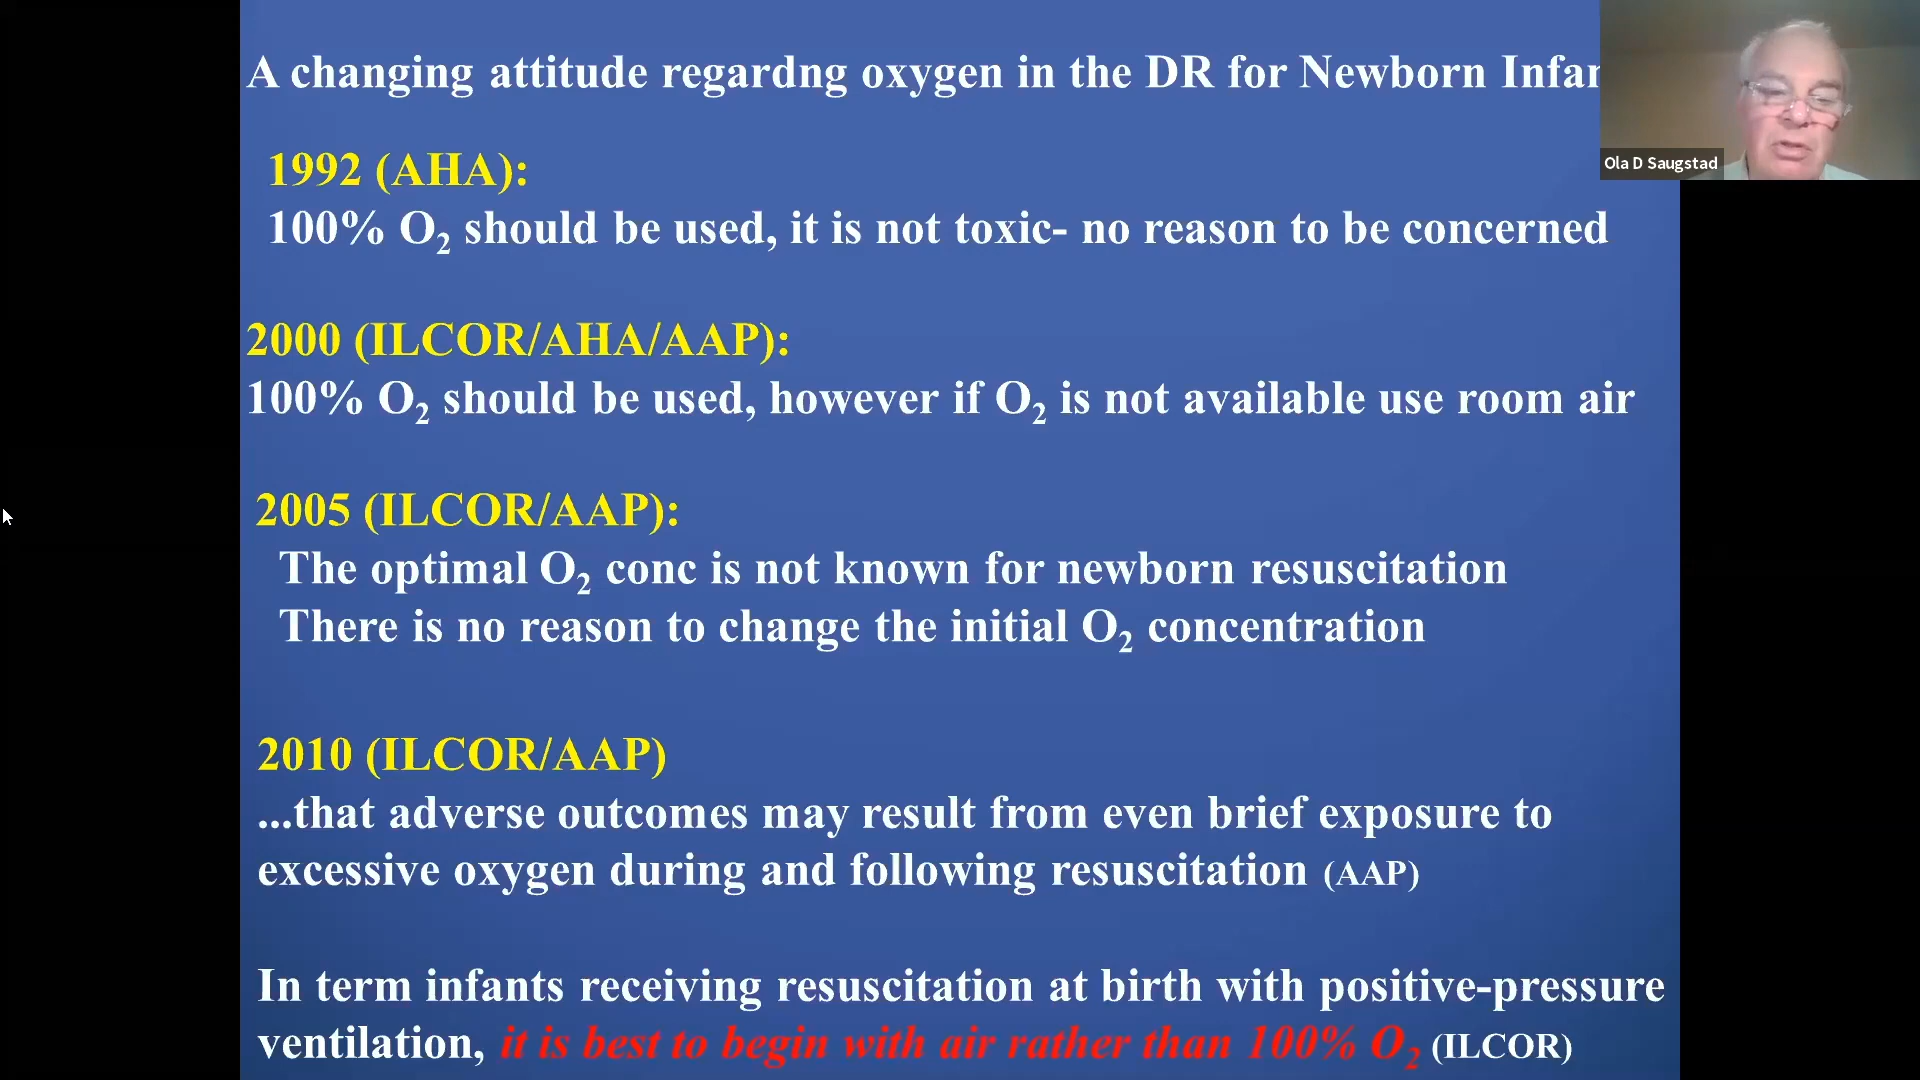 A changing attitude regardng oxygen in the DR for Newborn Infan
Ola D Saugstad
1992 (AHA):
100% O₂ should be used, it is not toxic- no reason to be concerned
2000 (ILCOR/AHA/AAP):
100% O₂ should be used, however if O₂ is not available use room air
2005 (ILCOR/AAP):
The optimal O₂ conc is not known for newborn resuscitation
There is no reason to change the initial O₂ concentration
2010 (ILCOR/AAP)
...that adverse outcomes may result from even brief exposure to
excessive oxygen during and following resuscitation (AAP)
In term infants receiving resuscitation at birth with positive-pressure
ventilation, it is best to begin with air rather than 100% O₂ (ILCOR)